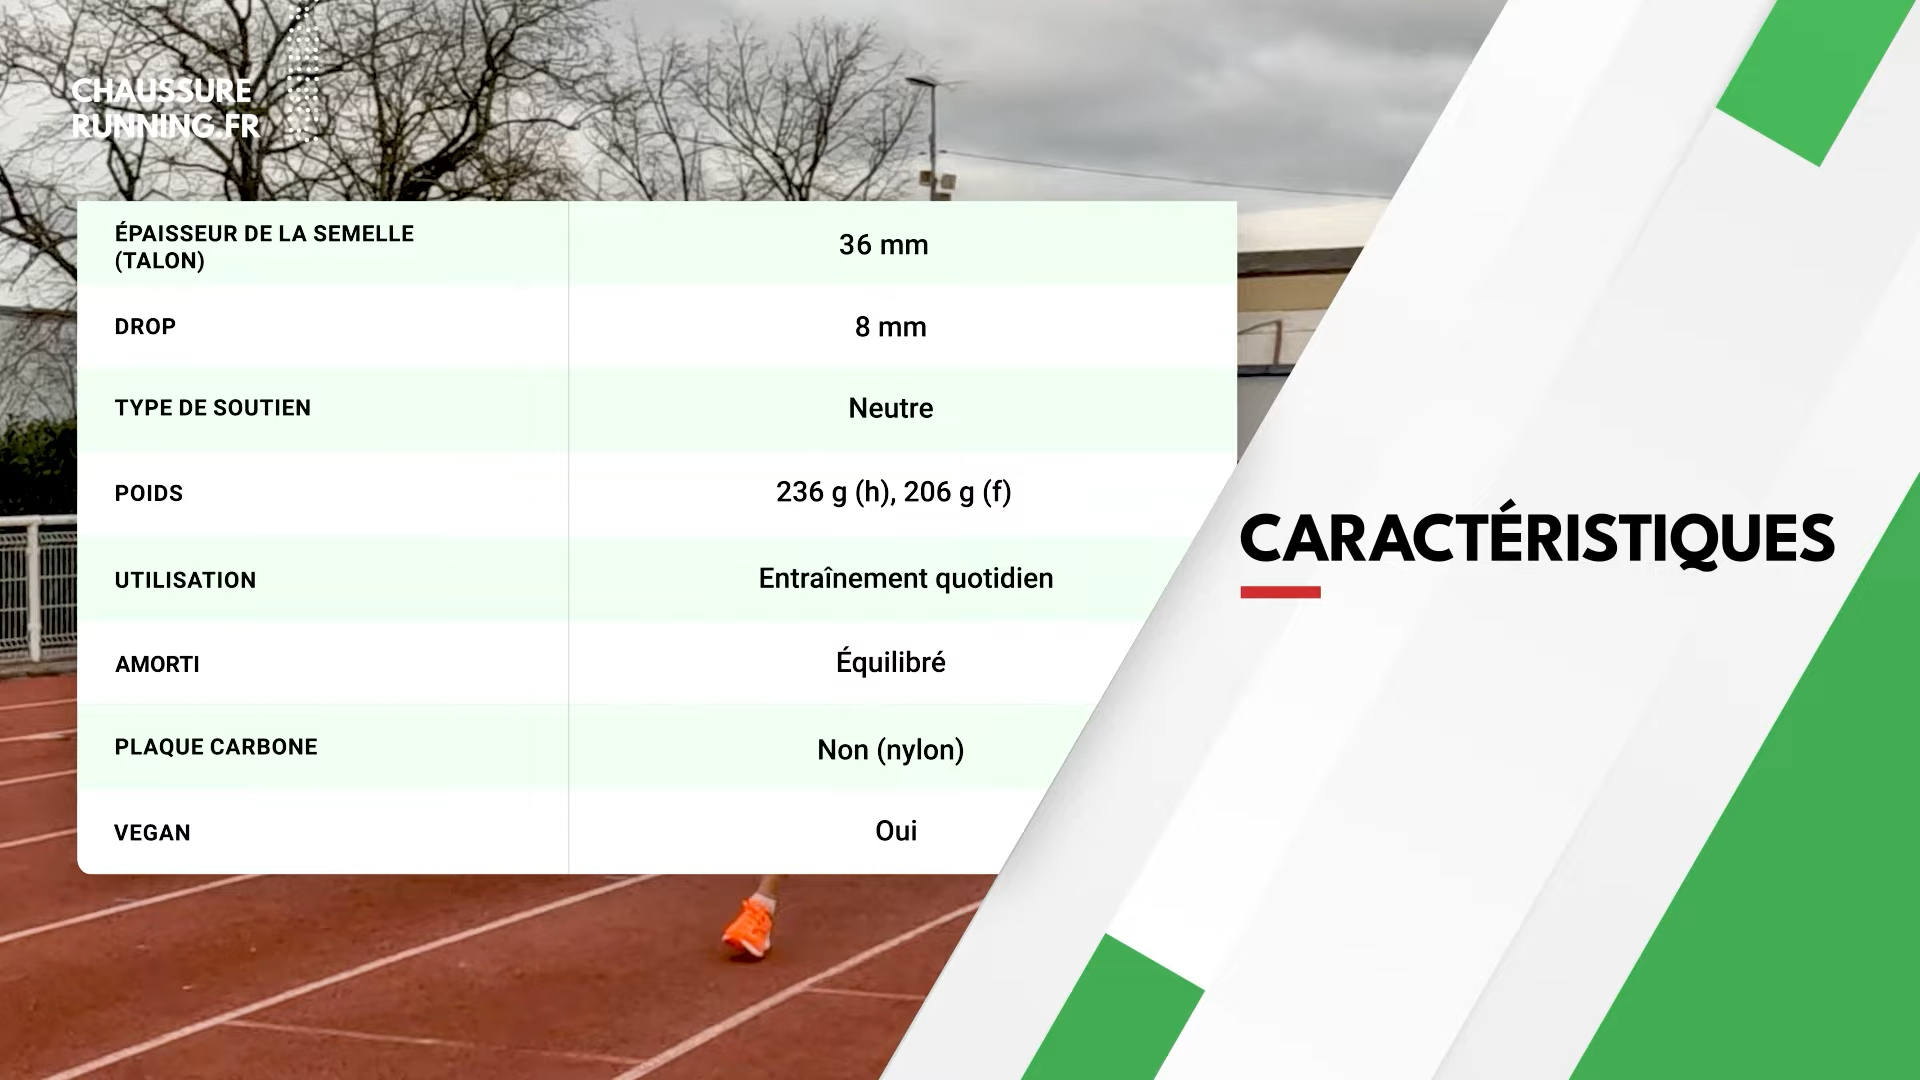 CHAUSSURE
RUNNING.FR
ÉPAISSEUR DE LA SEMELLE
(TALON)
36 mm
DROP
8 mm
TYPE DE SOUTIEN
Neutre
POIDS
236 g (h), 206 g (f)
UTILISATION
Entraînement quotidien
AMORTI
Équilibré
PLAQUE CARBONE
Non (nylon)
VEGAN
Oui
CARACTÉRISTIQUES